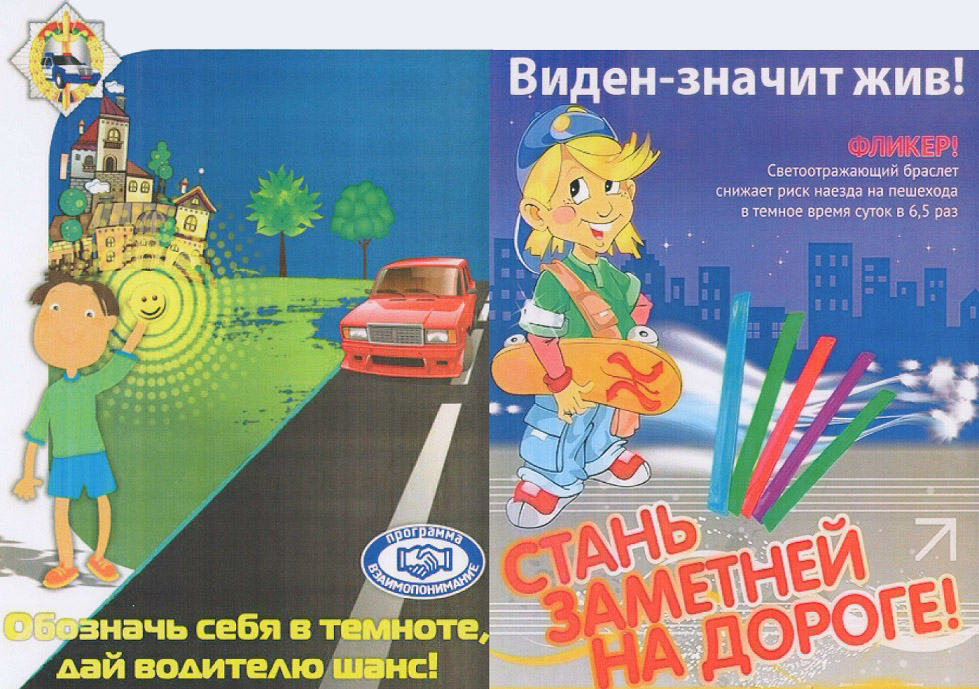 программа
ВЗАИМОПОНИМАНИЕ
Обозначь себя в темноте,
дай водителю шанс!
Виден-значит жив!
ФЛИКЕР!
Светоотражающий браслет
снижает риск наезда на пешехода
в темное время суток в 6,5 раз
СТАНЬ
ЗАМЕТНЕЙ
НА ДОРОГЕ!